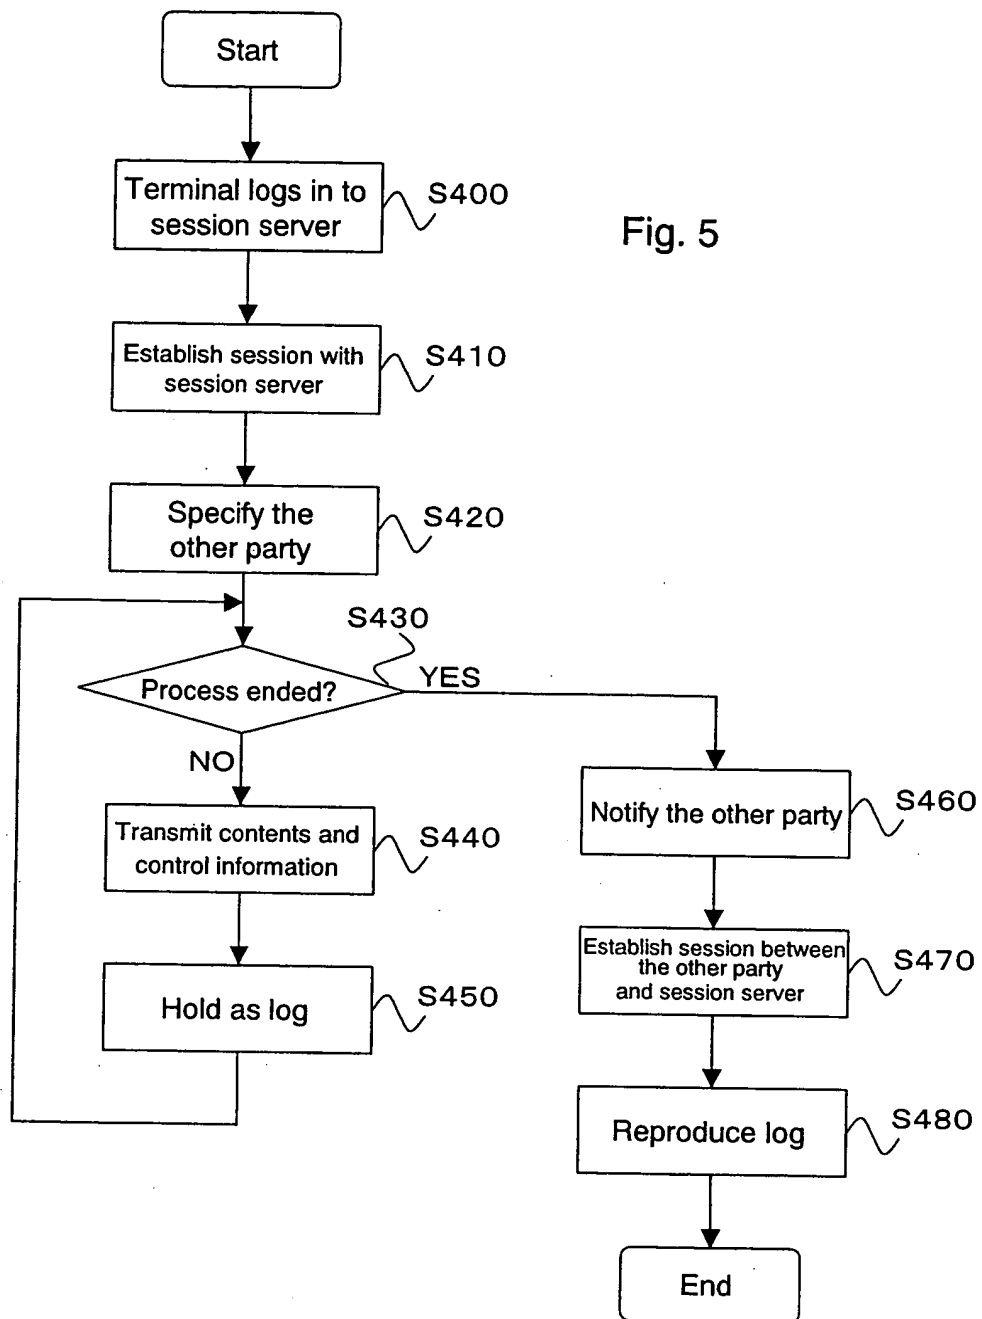 Start
Terminal logs in to
session server
S400
Fig. 5
Establish session with
session server
S410
Specify the
other party
S420
S430
Process ended?
YES
NO
Transmit contents and
control information
S440
Hold as log
S450
Notify the other party
S460
Establish session between
the other party
and session server
S470
Reproduce log
S480
End